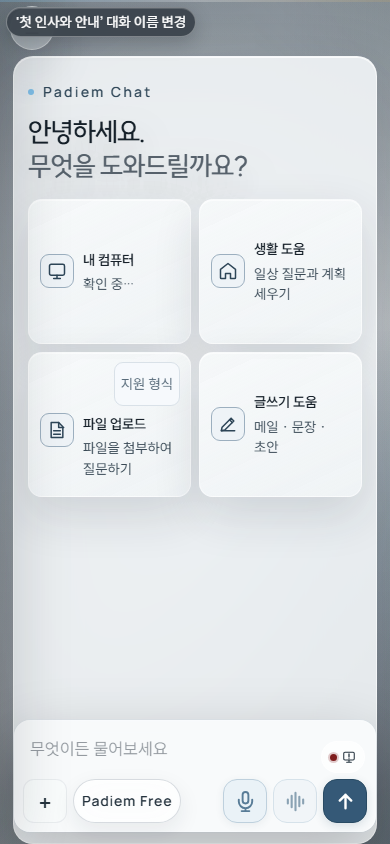 '첫 인사와 안내' 대화 이름 변경
Padiem Chat
안녕하세요.
무엇을 도와드릴까요?
내 컴퓨터
확인 중…
생활 도움
일상 질문과 계획
세우기
지원 형식
파일 업로드
파일을 첨부하여
질문하기
글쓰기 도움
메일 · 문장 ·
초안
무엇이든 물어보세요
+
Padiem Free